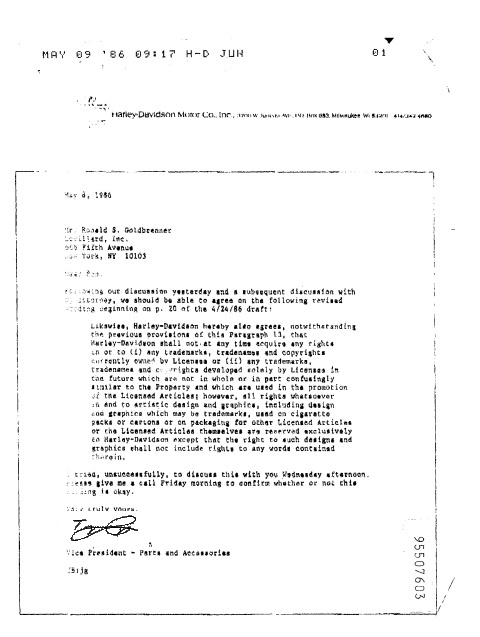 MAY 09 '86 09:17 H-D JUN 01
Harley-Davidson Motor Co., Inc., Milwaukee, WI 53201 414/342-4680
May 8, 1986
Mr. Ronald S. Goldbrenner
Lorillard, Inc.
666 Fifth Avenue
New York, NY 10103
Dear Ron,
Following our discussion yesterday and a subsequent discussion with
my attorney, we should be able to agree on the following revised
wording beginning on p. 20 of the 4/24/86 draft:
Likewise, Harley-Davidson hereby also agrees, notwithstanding
the previous provisions of this Paragraph 13, that
Harley-Davidson shall not at any time acquire any rights
in or to (i) any trademarks, tradenames and copyrights
currently owned by Licensee or (ii) any trademarks,
tradenames and copyrights developed solely by Licensee in
the future which are not in whole or in part confusingly
similar to the Property and which are used in the promotion
of the Licensed Articles; however, all rights whatsoever
in and to artistic design and graphics, including design
and graphics which may be trademarks, used on cigarette
packs or cartons or on packaging for other Licensed Articles
or the Licensed Articles themselves are reserved exclusively
to Harley-Davidson except that the right to such designs and
graphics shall not include rights to any words contained
therein.
I tried, unsuccessfully, to discuss this with you Wednesday afternoon.
Please give me a call Friday morning to confirm whether or not this
wording is okay.
Very truly yours,
Vice President - Parts and Accessories
:jg
95507603